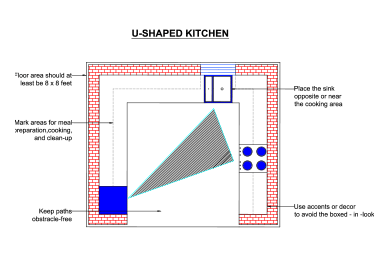 U-SHAPED KITCHEN
Floor area should at
least be 8 x 8 feet
Place the sink
opposite or near
the cooking area
Mark areas for meal
preparation,cooking,
and clean-up
Keep paths
obstracle-free
Use accents or decor
to avoid the boxed - in -look